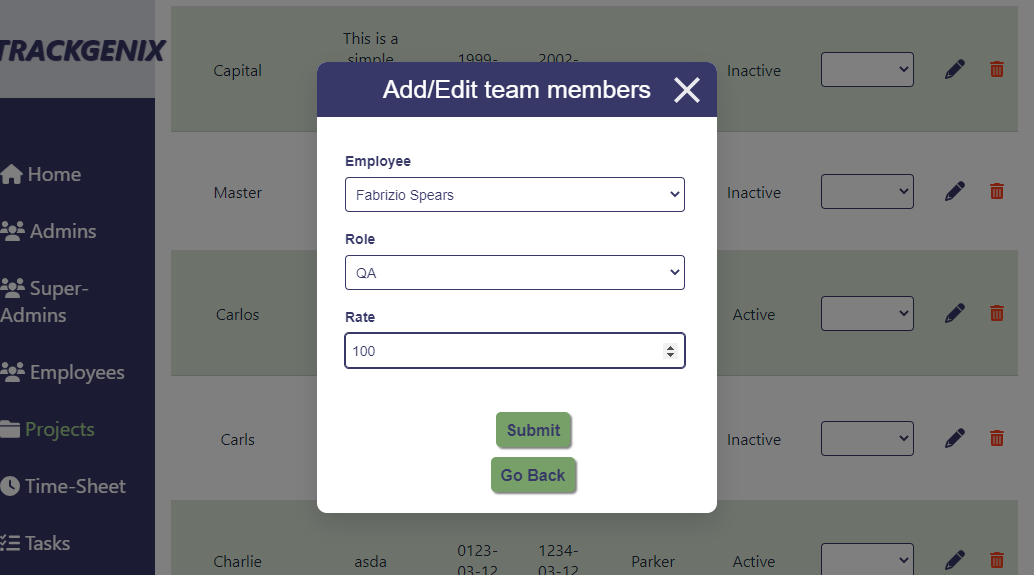 TRACKGENIX
Home
Admins
Super-
Admins
Employees
Projects
Time-Sheet
Tasks
Capital
This is a
simple
1999-
2002-
Inactive
Add/Edit team members
Employee
Fabrizio Spears
Role
QA
Rate
100
Submit
Go Back
Master
Inactive
Carlos
Active
Carls
Inactive
Charlie
asda
0123-
03-12
1234-
03-12
Parker
Active